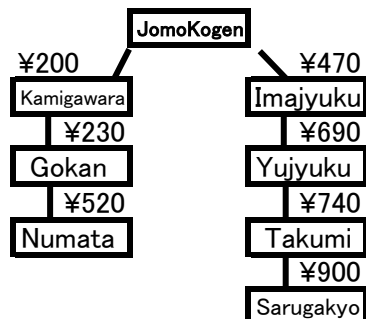 JomoKogen
¥200 ¥470
Kamigawara Imajyuku
¥230 ¥690
Gokan Yujyuku
¥520 ¥740
Numata Takumi
¥900
Sarugakyo